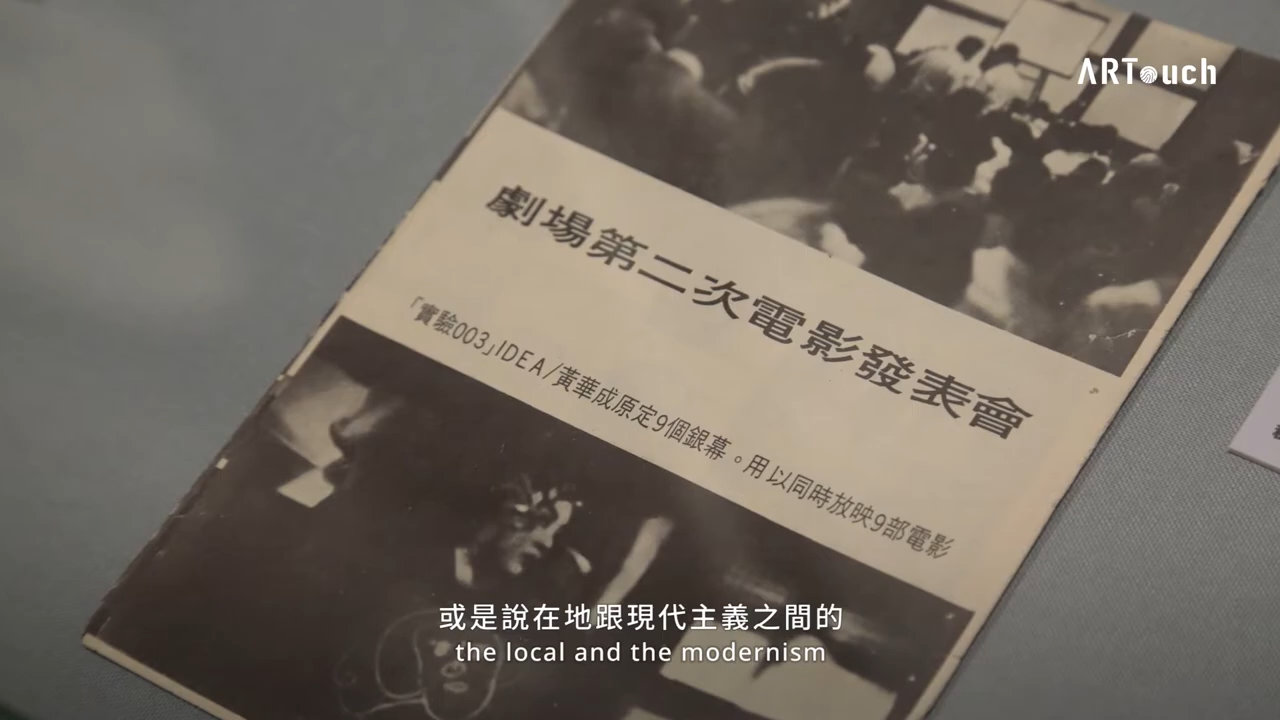 ARTouch
劇場第二次電影發表會
「實驗003」IDEA/黃華成原定9個銀幕。用以同時放映9部電影
或是說在地跟現代主義之間的
the local and the modernism